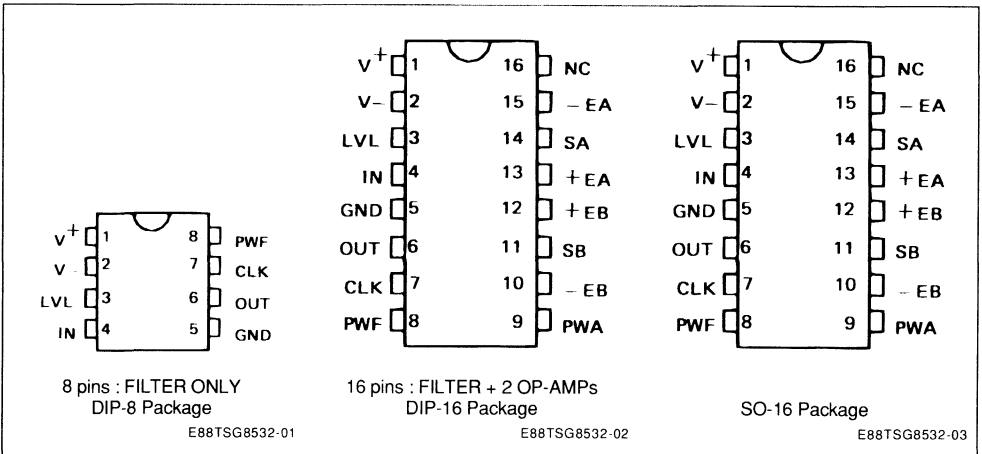 V+ 1 8 PWF
V- 2 7 CLK
LVL 3 6 OUT
IN 4 5 GND
8 pins : FILTER ONLY
DIP-8 Package
E88TSG8532-01
V+ 1 16 NC
V- 2 15 - EA
LVL 3 14 SA
IN 4 13 + EA
GND 5 12 + EB
OUT 6 11 SB
CLK 7 10 - EB
PWF 8 9 PWA
16 pins : FILTER + 2 OP-AMPs
DIP-16 Package
E88TSG8532-02
V+ 1 16 NC
V- 2 15 - EA
LVL 3 14 SA
IN 4 13 + EA
GND 5 12 + EB
OUT 6 11 SB
CLK 7 10 - EB
PWF 8 9 PWA
SO-16 Package
E88TSG8532-03